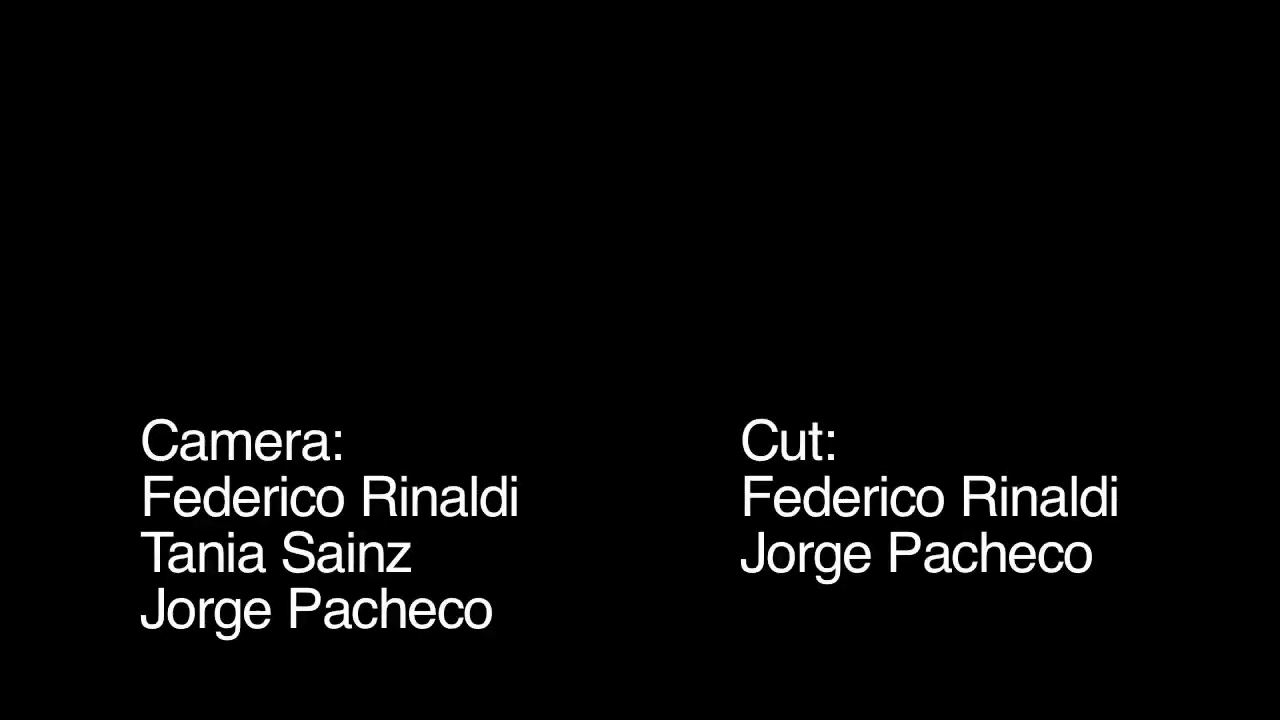 Camera:
Federico Rinaldi
Tania Sainz
Jorge Pacheco
Cut:
Federico Rinaldi
Jorge Pacheco